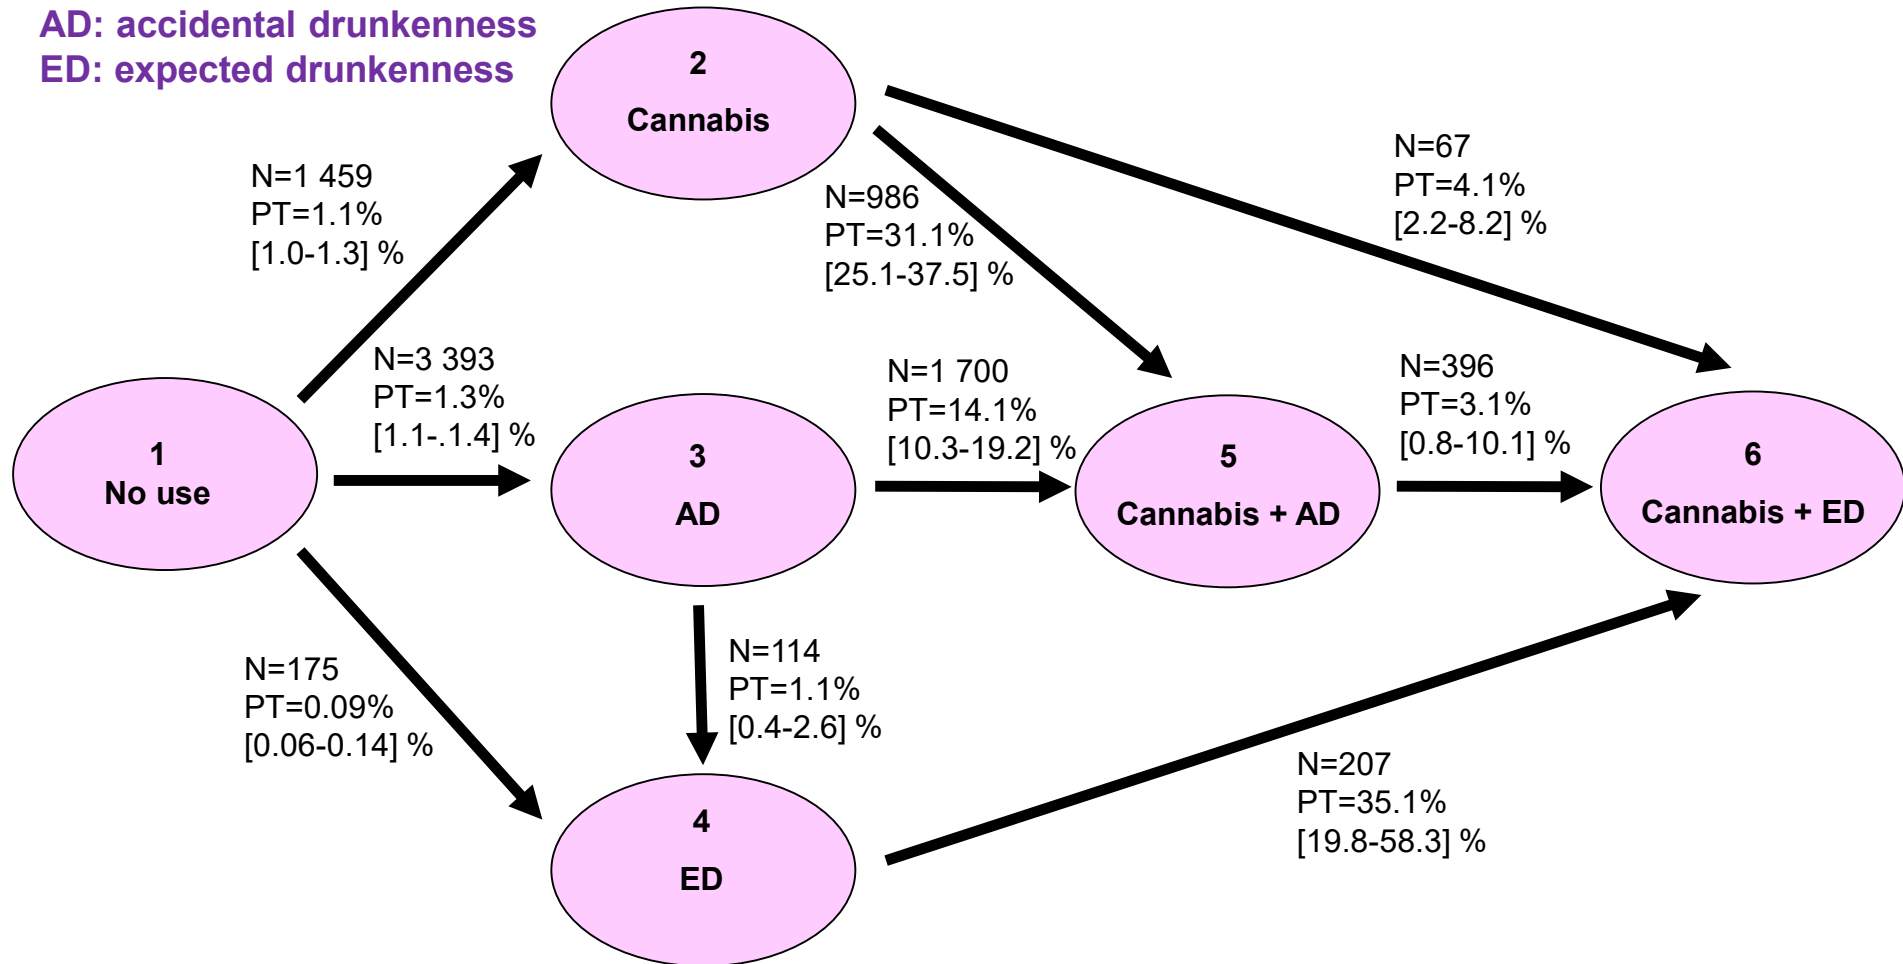 AD: accidental drunkenness
ED: expected drunkenness
2
Cannabis
N=1 459
PT=1.1%
[1.0-1.3] %
N=986
PT=31.1%
[25.1-37.5] %
N=67
PT=4.1%
[2.2-8.2] %
N=3 393
PT=1.3%
[1.1-.1.4] %
N=1 700
PT=14.1%
[10.3-19.2] %
N=396
PT=3.1%
[0.8-10.1] %
1
No use
3
AD
5
Cannabis + AD
6
Cannabis + ED
N=175
PT=0.09%
[0.06-0.14] %
N=114
PT=1.1%
[0.4-2.6] %
N=207
PT=35.1%
[19.8-58.3] %
4
ED